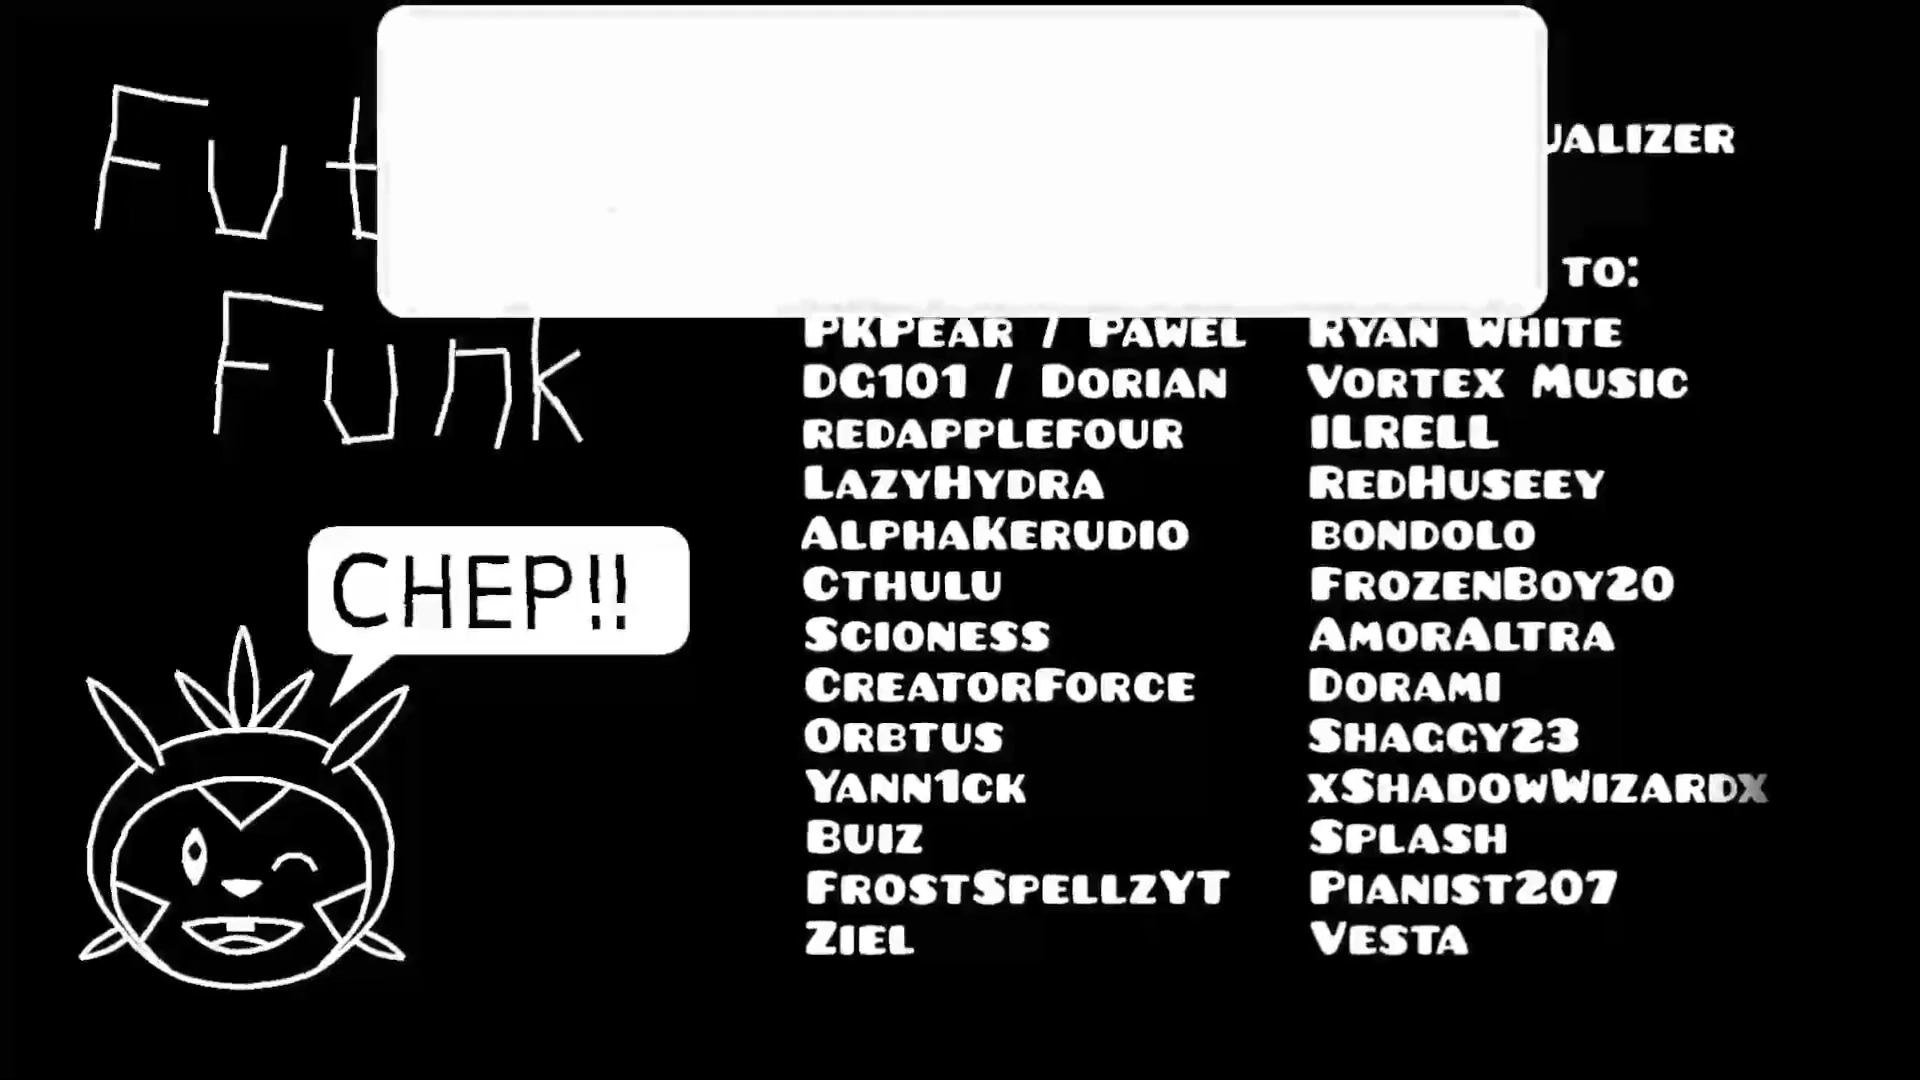 Fut
Funk
CHEP!!
UALIZER
TO:
PKPEAR / PAWEL
DG101 / DORIAN
REDAPPLEFOUR
LAZYHYDRA
ALPHAKERUDIO
CTHULU
SCIONESS
CREATORFORCE
ORBTUS
YANN1CK
BUIZ
FROSTSPELLZYT
ZIEL
RYAN WHITE
VORTEX MUSIC
ILRELL
REDHUSEEY
BONDOLO
FROZENBOY20
AMORALTRA
DORAMI
SHAGGY23
XSHADOWWIZARDX
SPLASH
PIANIST207
VESTA